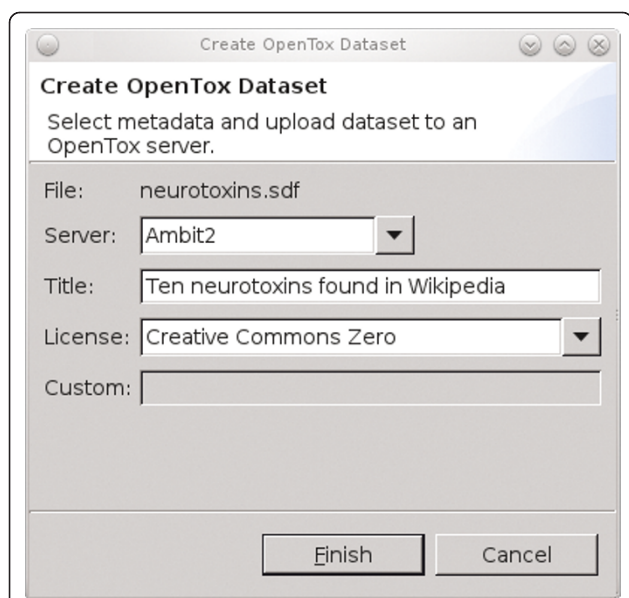 Create OpenTox Dataset
Create OpenTox Dataset
Select metadata and upload dataset to an
OpenTox server.
File: neurotoxins.sdf
Server: Ambit2
Title: Ten neurotoxins found in Wikipedia
License: Creative Commons Zero
Custom:
Finish Cancel